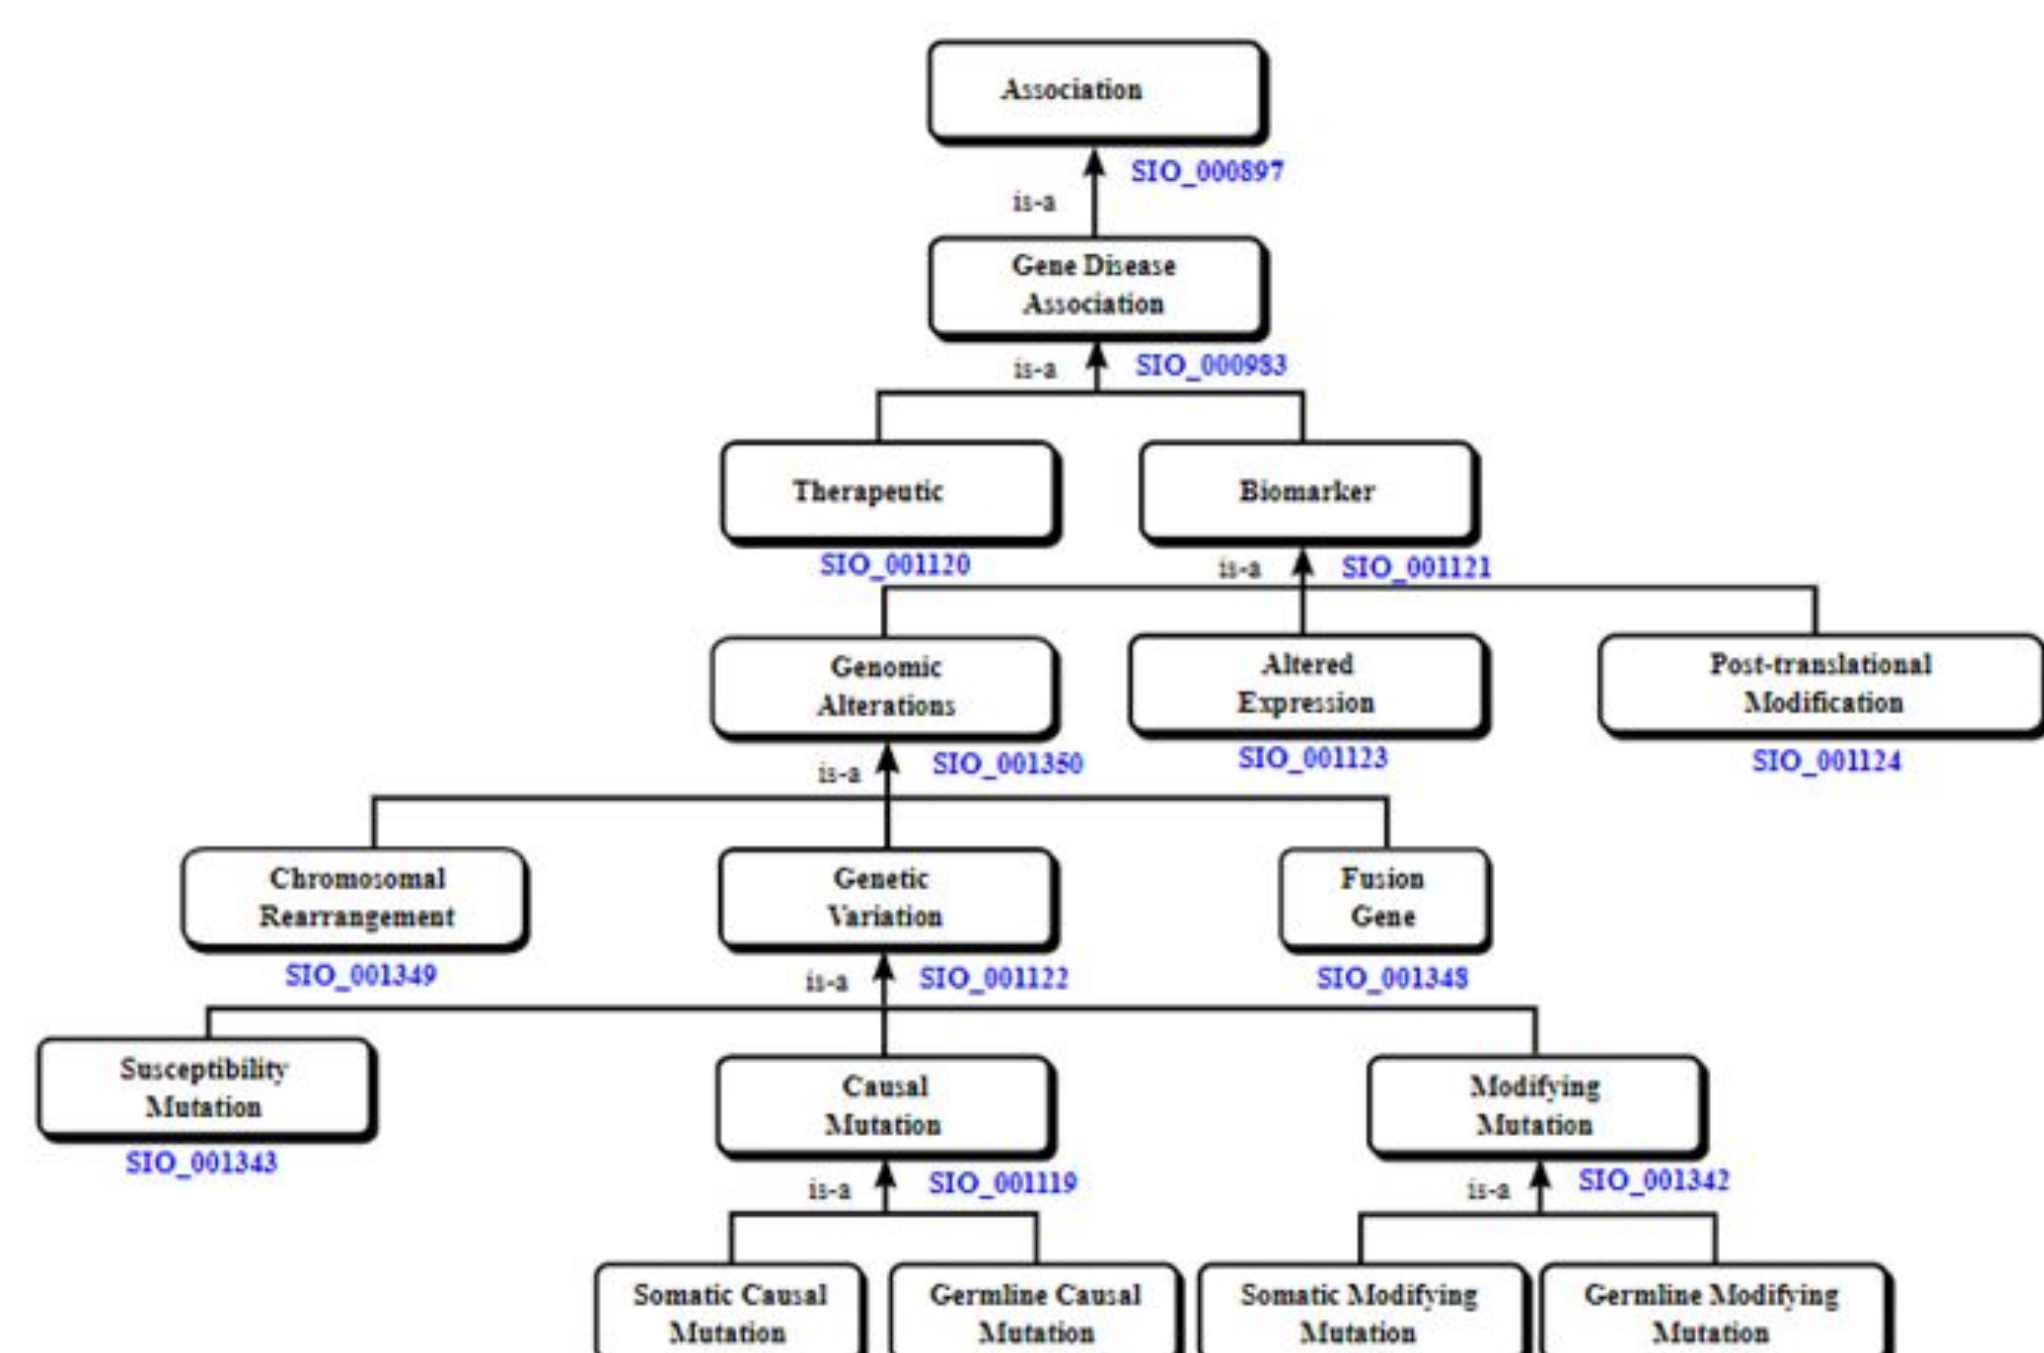 Association
SIO_000897
is-a
Gene Disease
Association
is-a
SIO_000983
Therapeutic
Biomarker
SIO_001120
is-a
SIO_001121
Genomic
Alterations
Altered
Expression
Post-translational
Modification
is-a
SIO_001350
SIO_001123
SIO_001124
Chromosomal
Rearrangement
Genetic
Variation
Fusion
Gene
SIO_001349
is-a
SIO_001122
SIO_001348
Susceptibility
Mutation
Causal
Mutation
Modifying
Mutation
SIO_001343
is-a
SIO_001119
is-a
SIO_001342
Somatic Causal
Mutation
Germline Causal
Mutation
Somatic Modifying
Mutation
Germline Modifying
Mutation